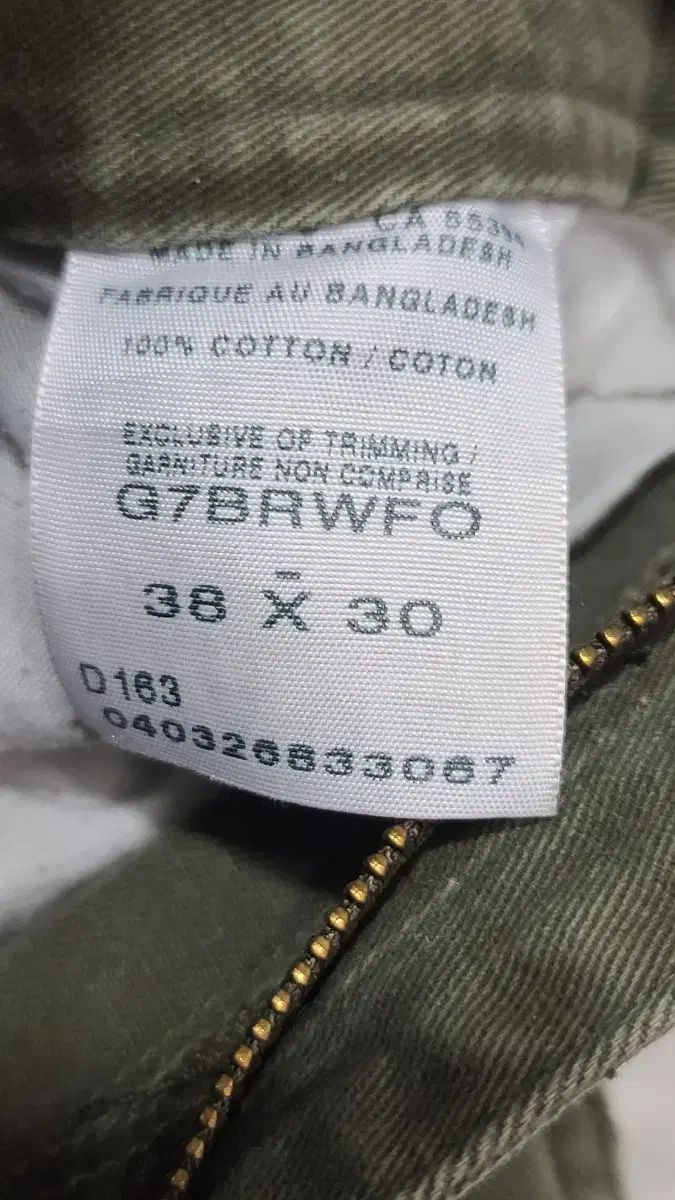 CA
MADE IN BANGLADESH
FABRIQUE AU BANGLADESH
100% COTTON / COTON
EXCLUSIVE OF TRIMMING /
GARNITURE NON COMPRISE
G7BRWFO
38 X 30
D163
040326833067